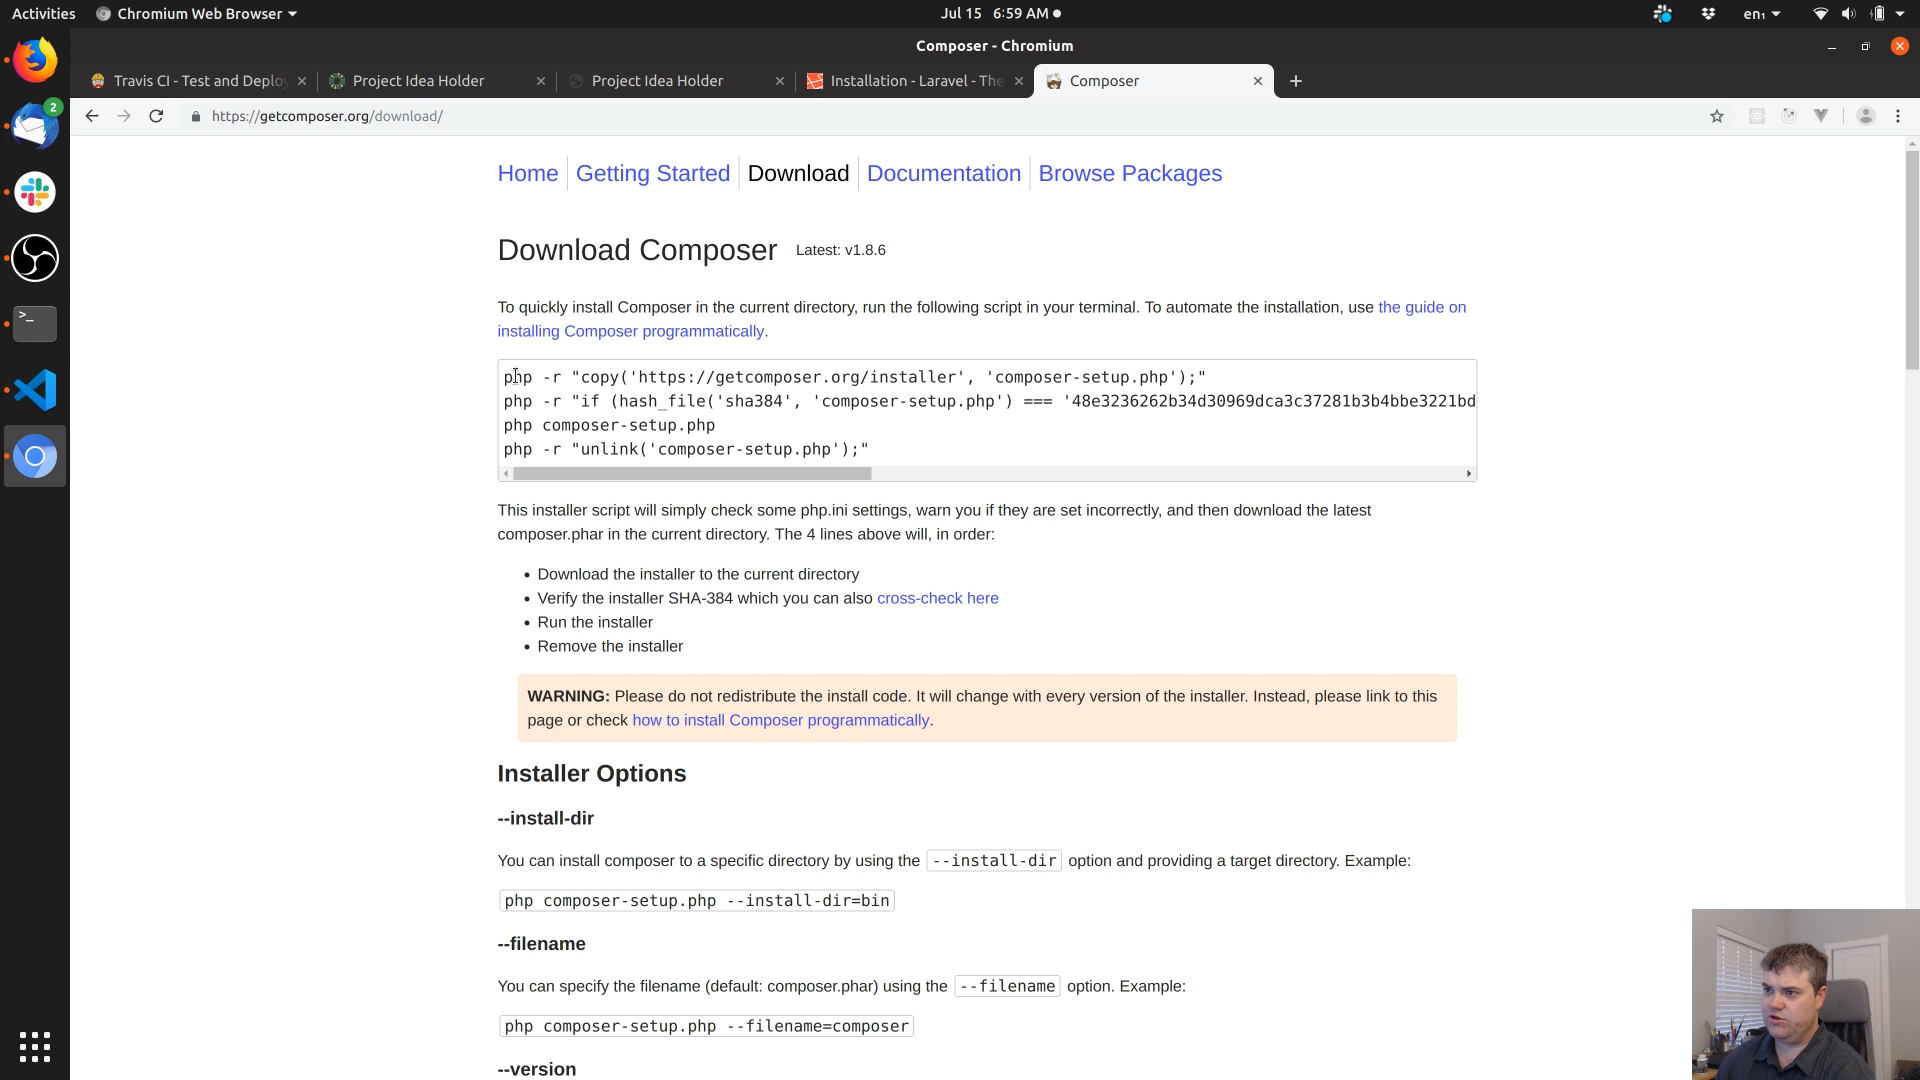 Activities
Chromium Web Browser
Jul 15 6:59 AM
en₁
Composer - Chromium
2
Travis CI - Test and Deplo
Project Idea Holder
Project Idea Holder
Installation - Laravel - The
Composer
https://getcomposer.org/download/
Home
Getting Started
Download
Documentation
Browse Packages
Download Composer Latest: v1.8.6
To quickly install Composer in the current directory, run the following script in your terminal. To automate the installation, use the guide on
installing Composer programmatically.
php -r "copy('https://getcomposer.org/installer', 'composer-setup.php');"
php -r "if (hash_file('sha384', 'composer-setup.php') === '48e3236262b34d30969dca3c37281b3b4bbe3221bd
php composer-setup.php
php -r "unlink('composer-setup.php');"
This installer script will simply check some php.ini settings, warn you if they are set incorrectly, and then download the latest
composer.phar in the current directory. The 4 lines above will, in order:
• Download the installer to the current directory
• Verify the installer SHA-384 which you can also cross-check here
• Run the installer
• Remove the installer
WARNING: Please do not redistribute the install code. It will change with every version of the installer. Instead, please link to this
page or check how to install Composer programmatically.
Installer Options
--install-dir
You can install composer to a specific directory by using the --install-dir option and providing a target directory. Example:
php composer-setup.php --install-dir=bin
--filename
You can specify the filename (default: composer.phar) using the --filename option. Example:
php composer-setup.php --filename=composer
--version